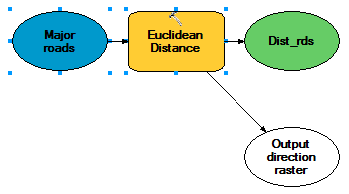 Major
roads
Euclidean
Distance
Dist_rds
Output
direction
raster